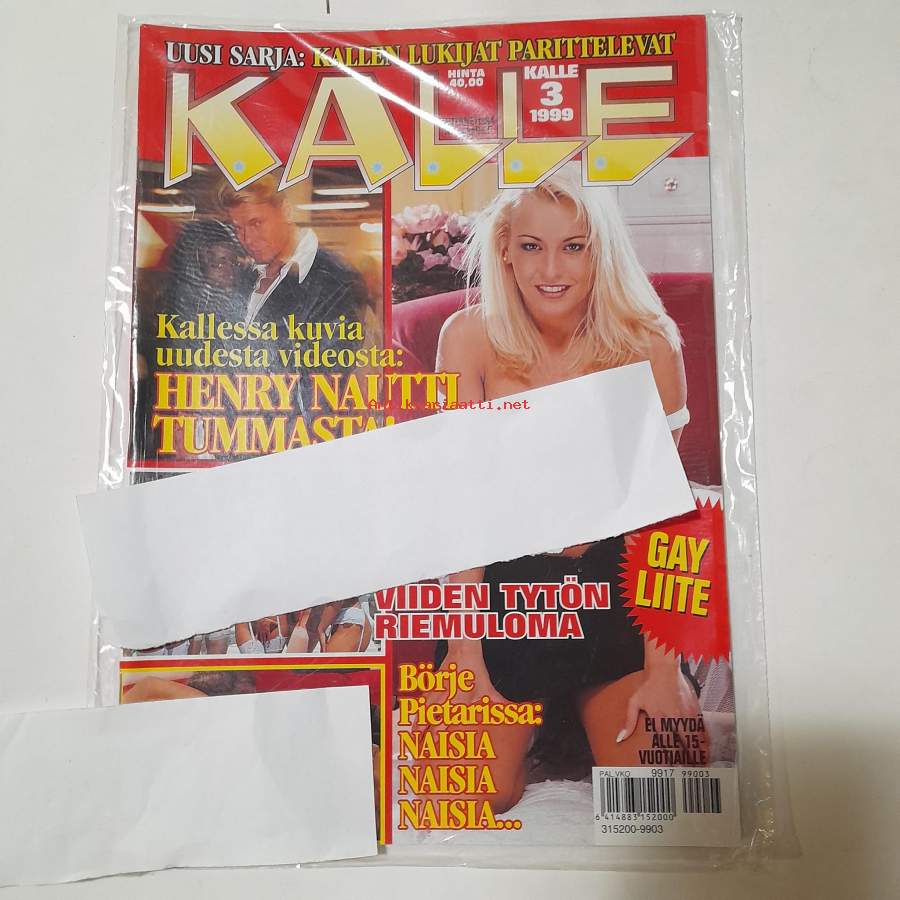 UUSI SARJA: KALLEN LUKIJAT PARITTELEVAT
KALLE
HINTA
40,00
KALLE
3
1999
Kallessa kuvia
uudesta videosta:
HENRY NAUTTI
TUMMASTA!
Antikvariaatti.net
GAY
LIITE
VIIDEN TYTÖN
RIEMULOMA
Börje
Pietarissa:
NAISIA
NAISIA
NAISIA...
EI MYYDÄ
ALLE 15-
VUOTIAILLE
PAL.VKO 9917 99003
6 414883 152000
315200-9903